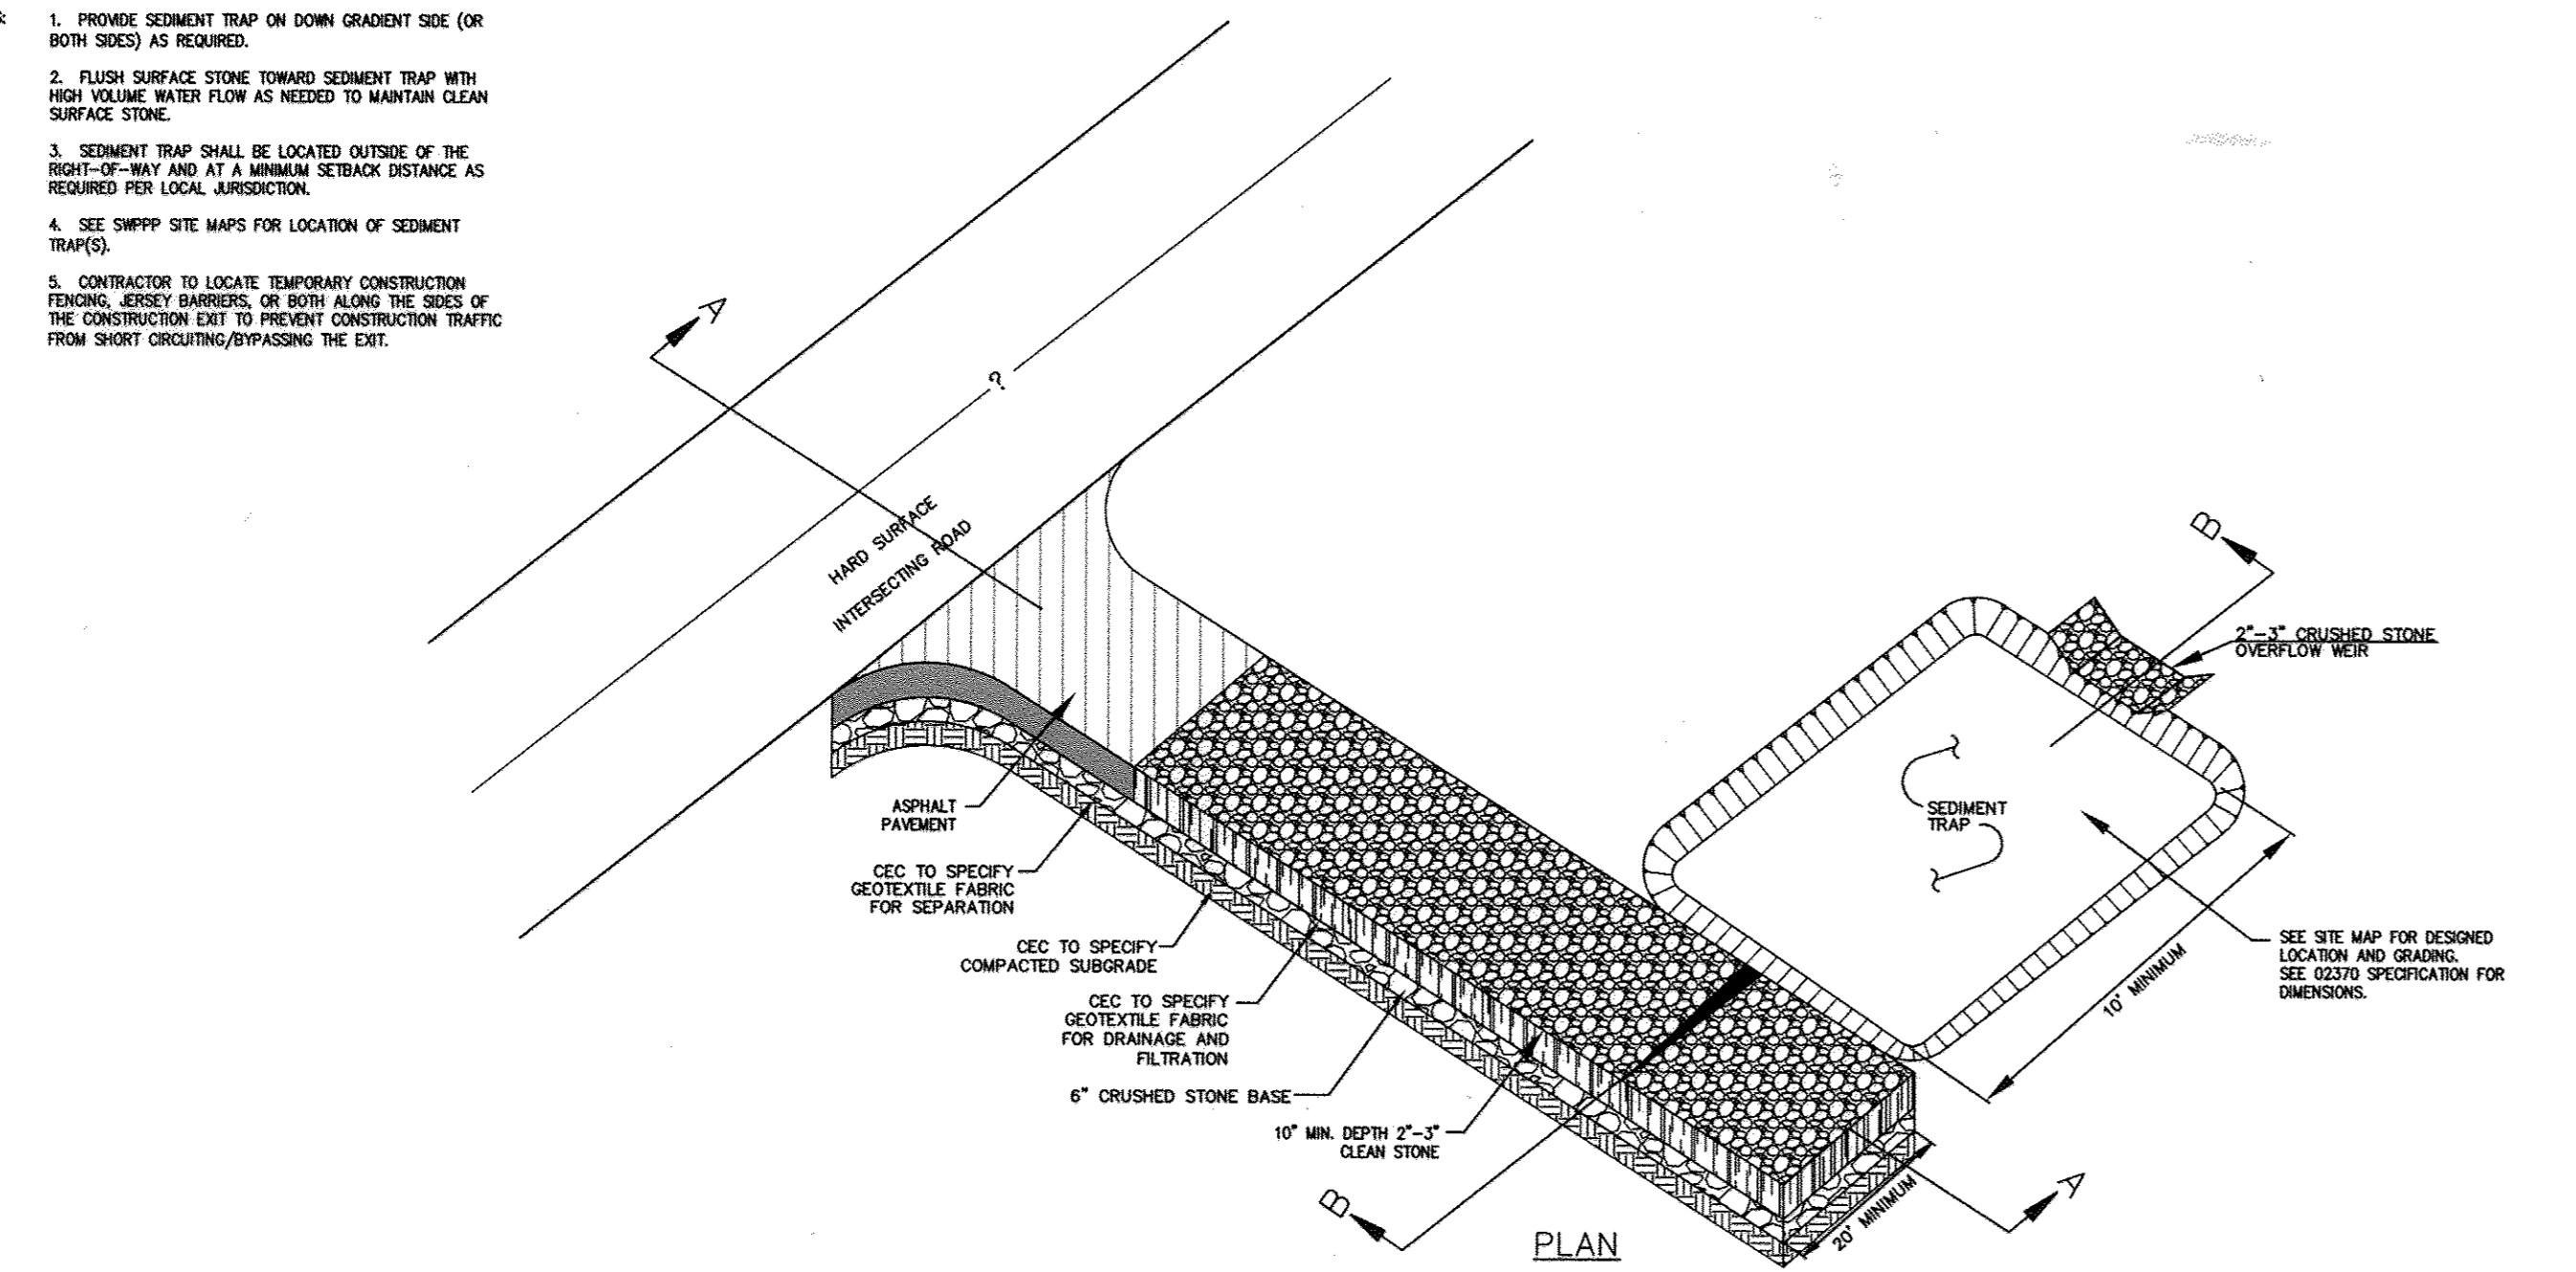 1. PROVIDE SEDIMENT TRAP ON DOWN GRADIENT SIDE (OR
BOTH SIDES) AS REQUIRED.
2. FLUSH SURFACE STONE TOWARD SEDIMENT TRAP WITH
HIGH VOLUME WATER FLOW AS NEEDED TO MAINTAIN CLEAN
SURFACE STONE.
3. SEDIMENT TRAP SHALL BE LOCATED OUTSIDE OF THE
RIGHT-OF-WAY AND AT A MINIMUM SETBACK DISTANCE AS
REQUIRED PER LOCAL JURISDICTION.
4. SEE SWPPP SITE MAPS FOR LOCATION OF SEDIMENT
TRAP(S).
5. CONTRACTOR TO LOCATE TEMPORARY CONSTRUCTION
FENCING, JERSEY BARRIERS, OR BOTH ALONG THE SIDES OF
THE CONSTRUCTION EXIT TO PREVENT CONSTRUCTION TRAFFIC
FROM SHORT CIRCUITING/BYPASSING THE EXIT.
A
?
HARD SURFACE
INTERSECTING ROAD
B
2"-3" CRUSHED STONE
OVERFLOW WEIR
ASPHALT
PAVEMENT
SEDIMENT
TRAP
CEC TO SPECIFY
GEOTEXTILE FABRIC
FOR SEPARATION
CEC TO SPECIFY
COMPACTED SUBGRADE
SEE SITE MAP FOR DESIGNED
LOCATION AND GRADING.
SEE 02370 SPECIFICATION FOR
DIMENSIONS.
10' MINIMUM
CEC TO SPECIFY
GEOTEXTILE FABRIC
FOR DRAINAGE AND
FILTRATION
6" CRUSHED STONE BASE
10" MIN. DEPTH 2"-3"
CLEAN STONE
20' MINIMUM
A
B
PLAN